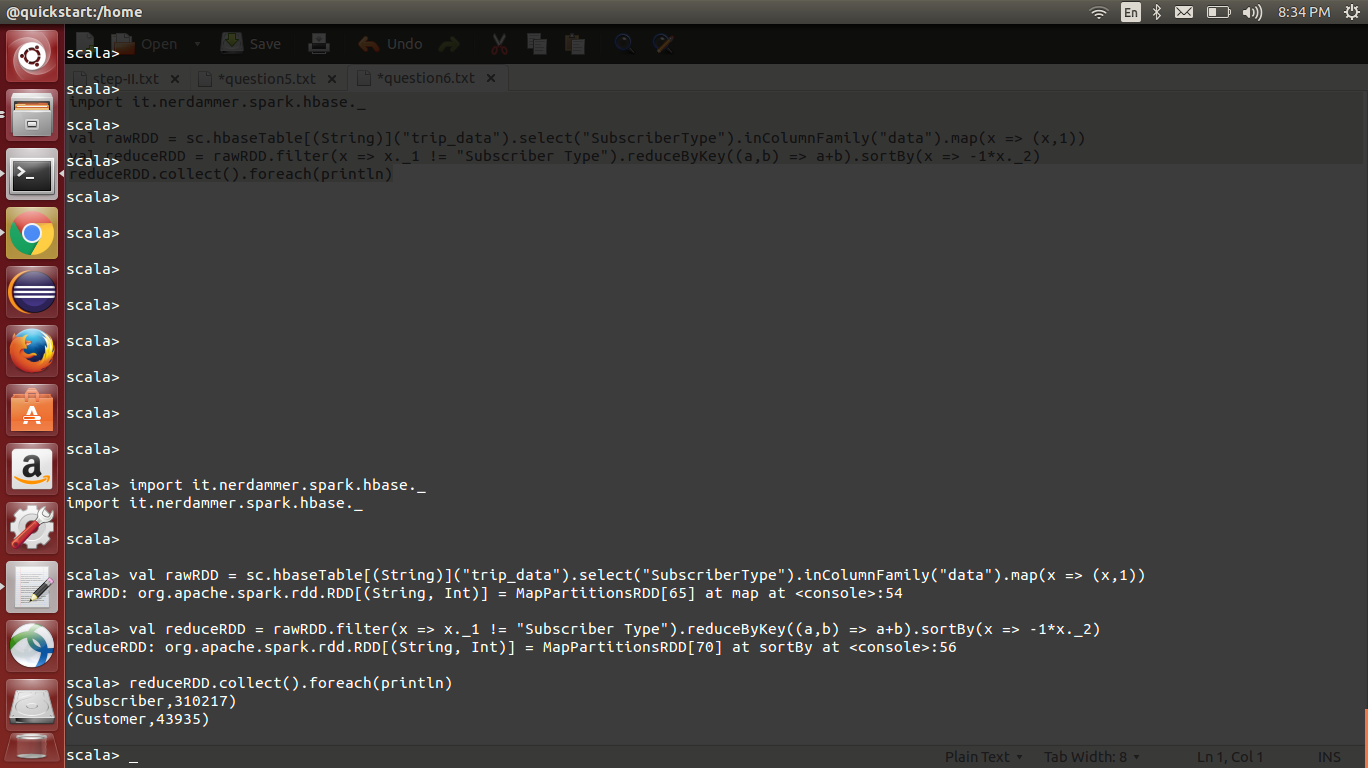 @quickstart:/home
En
8:34 PM
Open
Save
Undo
scala>
step-II.txt
*question5.txt
*question6.txt
scala>
import it.nerdammer.spark.hbase._
scala>
val rawRDD = sc.hbaseTable[(String)]("trip_data").select("SubscriberType").inColumnFamily("data").map(x => (x,1))
scala>
val reduceRDD = rawRDD.filter(x => x._1 != "Subscriber Type").reduceByKey((a,b) => a+b).sortBy(x => -1*x._2)
reduceRDD.collect().foreach(println)
scala>
scala>
scala>
scala>
scala>
scala>
scala>
scala>
scala> import it.nerdammer.spark.hbase._
import it.nerdammer.spark.hbase._
scala>
scala> val rawRDD = sc.hbaseTable[(String)]("trip_data").select("SubscriberType").inColumnFamily("data").map(x => (x,1))
rawRDD: org.apache.spark.rdd.RDD[(String, Int)] = MapPartitionsRDD[65] at map at <console>:54
scala> val reduceRDD = rawRDD.filter(x => x._1 != "Subscriber Type").reduceByKey((a,b) => a+b).sortBy(x => -1*x._2)
reduceRDD: org.apache.spark.rdd.RDD[(String, Int)] = MapPartitionsRDD[70] at sortBy at <console>:56
scala> reduceRDD.collect().foreach(println)
(Subscriber,310217)
(Customer,43935)
scala> _
Plain Text
Tab Width: 8
Ln 1, Col 1
INS